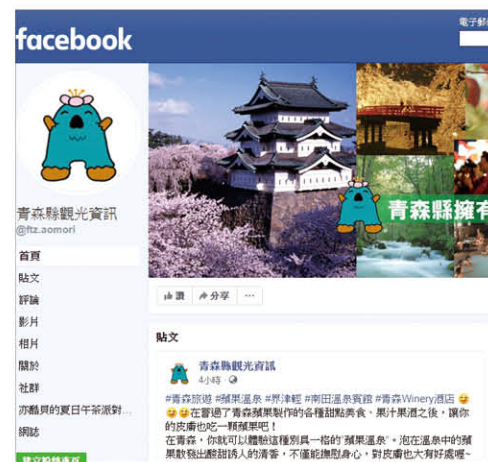 facebook
電子郵
青森縣觀光資訊
@ftz.aomori
首頁
貼文
評論
影片
相片
關於
社群
亦酷貝的夏日午茶派對...
網誌
建立粉絲專頁
青森縣擁有
讚 分享 ...
貼文
青森縣觀光資訊
4小時
#青森旅遊 #蘋果溫泉 #界津輕 #南田溫泉賓館 #青森Winery酒店
在嘗過了青森蘋果製作的各種甜點美食、果汁果酒之後，讓你
的皮膚也吃一顆蘋果吧！
在青森，你就可以體驗這種別具一格的"蘋果溫泉"。泡在溫泉中的蘋
果散發出酸甜誘人的清香，不僅能撫慰身心，對皮膚也大有好處喔~